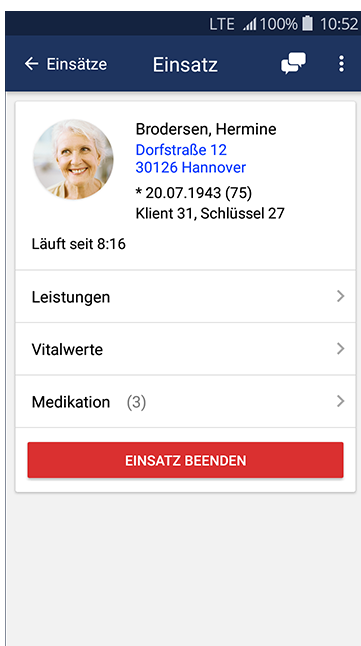 LTE 100% 10:52
Einsätze Einsatz
Brodersen, Hermine
Dorfstraße 12
30126 Hannover
* 20.07.1943 (75)
Klient 31, Schlüssel 27
Läuft seit 8:16
Leistungen
Vitalwerte
Medikation (3)
EINSATZ BEENDEN